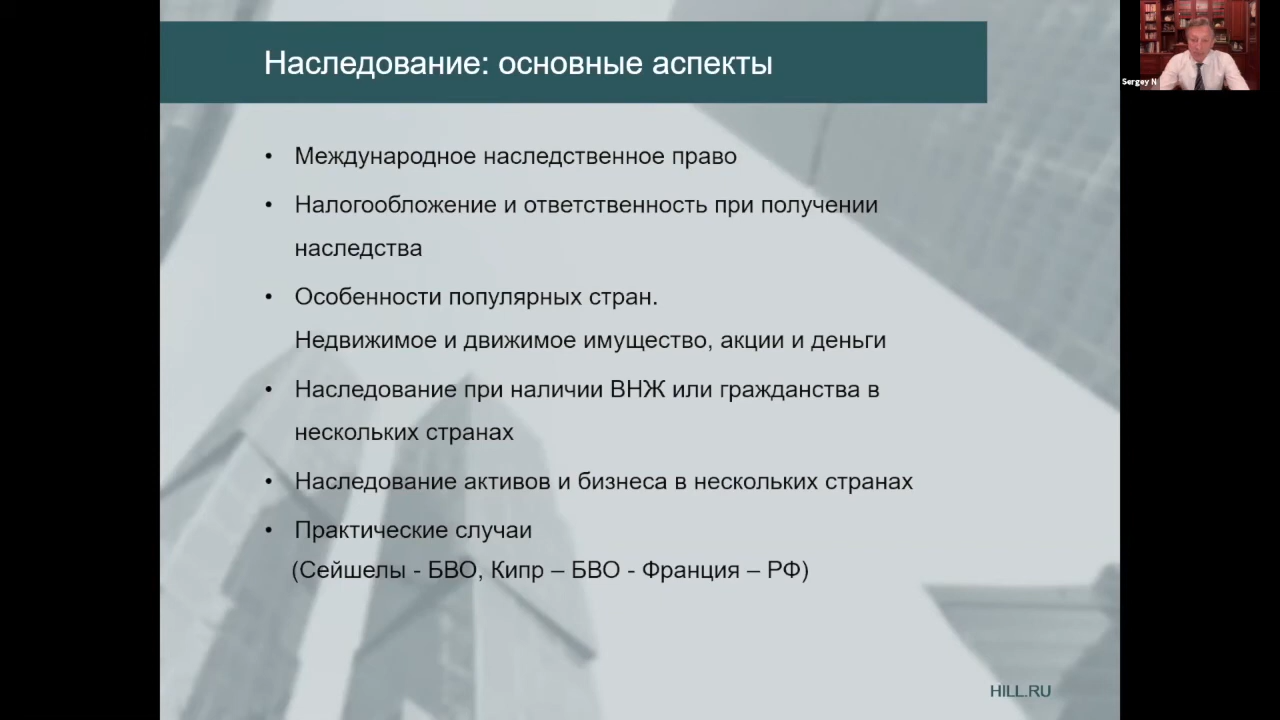 Наследование: основные аспекты
Sergey N
• Международное наследственное право
• Налогообложение и ответственность при получении
наследства
• Особенности популярных стран.
Недвижимое и движимое имущество, акции и деньги
• Наследование при наличии ВНЖ или гражданства в
нескольких странах
• Наследование активов и бизнеса в нескольких странах
• Практические случаи
(Сейшелы - БВО, Кипр – БВО - Франция – РФ)
HILL.RU